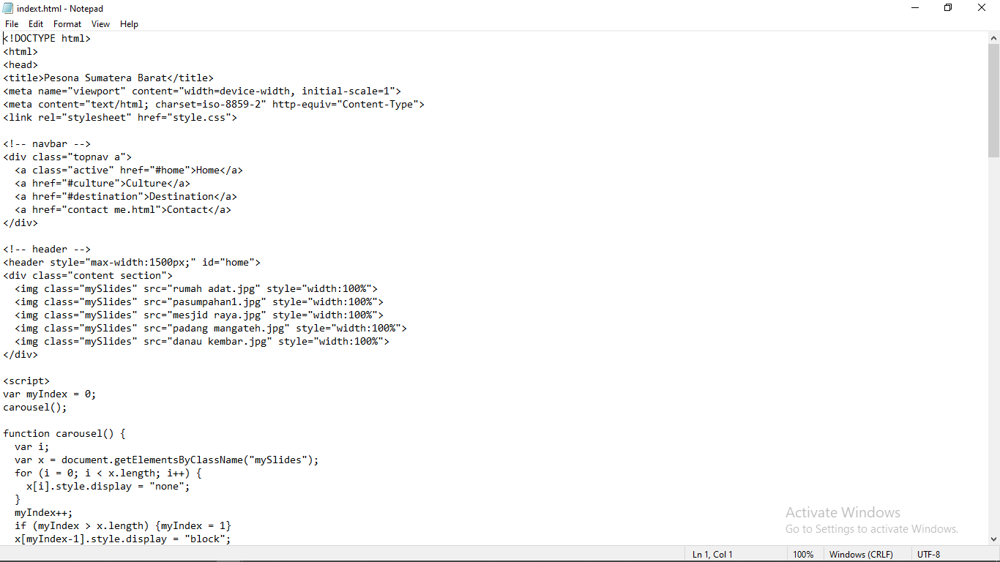 indext.html - Notepad
File Edit Format View Help
<!DOCTYPE html>
<html>
<head>
<title>Pesona Sumatera Barat</title>
<meta name="viewport" content="width=device-width, initial-scale=1">
<meta content="text/html; charset=iso-8859-2" http-equiv="Content-Type">
<link rel="stylesheet" href="style.css">

<!-- navbar -->
<div class="topnav a">
  <a class="active" href="#home">Home</a>
  <a href="#culture">Culture</a>
  <a href="#destination">Destination</a>
  <a href="contact me.html">Contact</a>
</div>

<!-- header -->
<header style="max-width:1500px;" id="home">
<div class="content section">
  <img class="mySlides" src="rumah adat.jpg" style="width:100%">
  <img class="mySlides" src="pasumpahan1.jpg" style="width:100%">
  <img class="mySlides" src="mesjid raya.jpg" style="width:100%">
  <img class="mySlides" src="padang mangateh.jpg" style="width:100%">
  <img class="mySlides" src="danau kembar.jpg" style="width:100%">
</div>

<script>
var myIndex = 0;
carousel();

function carousel() {
  var i;
  var x = document.getElementsByClassName("mySlides");
  for (i = 0; i < x.length; i++) {
    x[i].style.display = "none";
  }
  myIndex++;
  if (myIndex > x.length) {myIndex = 1}
  x[myIndex-1].style.display = "block";
Activate Windows
Go to Settings to activate Windows.
Ln 1, Col 1 100% Windows (CRLF) UTF-8